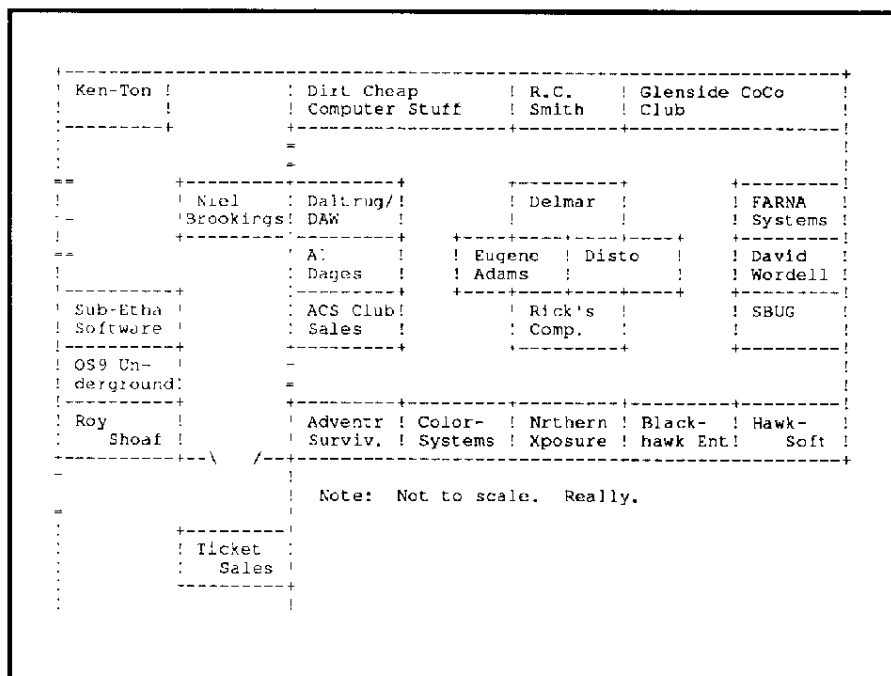 Ken-Ton
Dirt Cheap
Computer Stuff
R.C.
Smith
Glenside CoCo
Club
Niel
Brookings
Daltrug/
DAW
Delmar
FARNA
Systems
Al
Dages
Eugene
Adams
Disto
David
Wordell
Sub-Etha
Software
ACS Club
Sales
Rick's
Comp.
SBUG
OS9 Un-
derground
Roy
Shoaf
Adventr
Surviv.
Color-
Systems
Nrthern
Xposure
Black-
hawk Ent
Hawk-
Soft
Note: Not to scale. Really.
Ticket
Sales